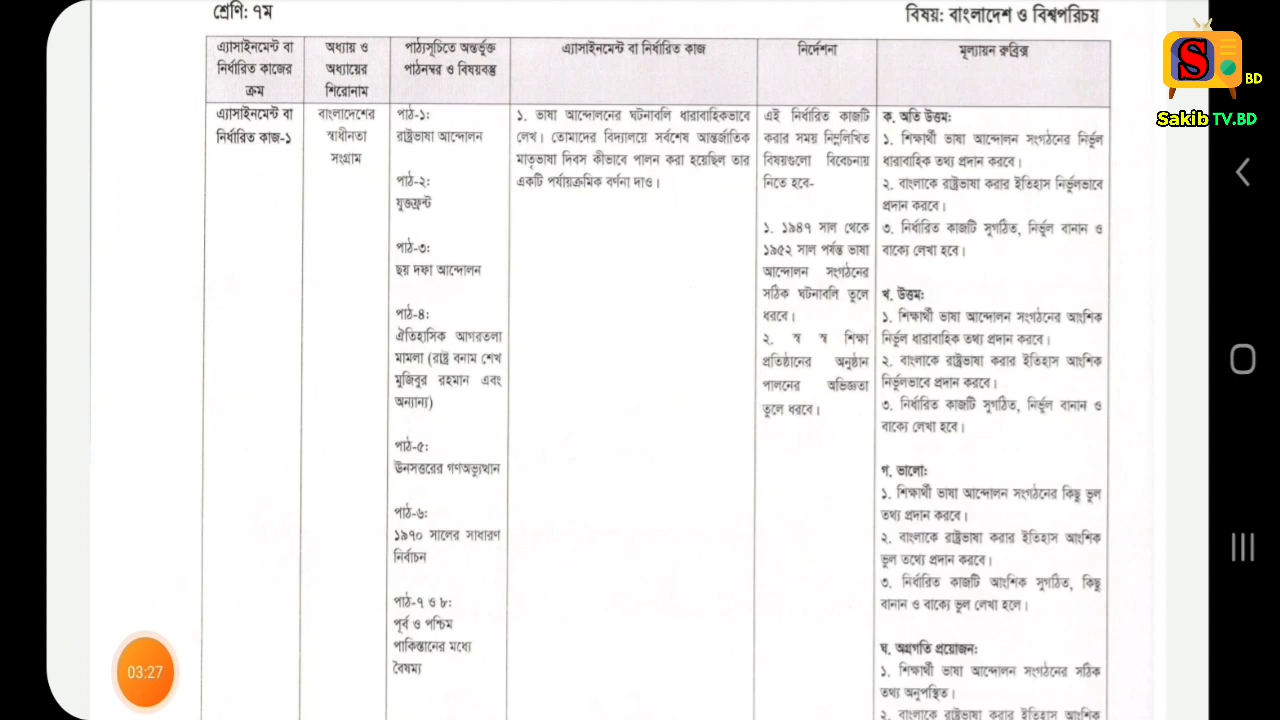 শ্রেণি: ৭ম
বিষয়: বাংলাদেশ ও বিশ্বপরিচয়
এ্যাসাইনমেন্ট বা
নির্ধারিত কাজের
ক্রম
অধ্যায় ও
অধ্যায়ের
শিরোনাম
পাঠ্যসূচিতে অন্তর্ভুক্ত
পাঠনম্বর ও বিষয়বস্তু
এ্যাসাইনমেন্ট বা নির্ধারিত কাজ
নির্দেশনা
মূল্যায়ন রুব্রিক্স
এ্যাসাইনমেন্ট বা
নির্ধারিত কাজ-১
বাংলাদেশের
স্বাধীনতা
সংগ্রাম
পাঠ-১:
রাষ্ট্রভাষা আন্দোলন
পাঠ-২:
যুক্তফ্রন্ট
পাঠ-৩:
ছয় দফা আন্দোলন
পাঠ-৪:
ঐতিহাসিক আগরতলা
মামলা (রাষ্ট্র বনাম শেখ
মুজিবুর রহমান এবং
অন্যান্য)
পাঠ-৫:
ঊনসত্তরের গণঅভ্যুত্থান
পাঠ-৬:
১৯৭০ সালের সাধারণ
নির্বাচন
পাঠ-৭ ও ৮:
পূর্ব ও পশ্চিম
পাকিস্তানের মধ্যে
বৈষম্য
১. ভাষা আন্দোলনের ঘটনাবলি ধারাবাহিকভাবে
লেখ। তোমাদের বিদ্যালয়ে সর্বশেষ আন্তর্জাতিক
মাতৃভাষা দিবস কীভাবে পালন করা হয়েছিল তার
একটি পর্যায়ক্রমিক বর্ণনা দাও।
এই নির্ধারিত কাজটি
করার সময় নিম্নলিখিত
বিষয়গুলো বিবেচনায়
নিতে হবে-
১. ১৯৪৭ সাল থেকে
১৯৫২ সাল পর্যন্ত ভাষা
আন্দোলন সংগঠনের
সঠিক ঘটনাবলি তুলে
ধরবে।
২. স্ব স্ব শিক্ষা
প্রতিষ্ঠানের অনুষ্ঠান
পালনের অভিজ্ঞতা
তুলে ধরবে।
ক. অতি উত্তম:
১. শিক্ষার্থী ভাষা আন্দোলন সংগঠনের নির্ভুল
ধারাবাহিক তথ্য প্রদান করবে।
২. বাংলাকে রাষ্ট্রভাষা করার ইতিহাস নির্ভুলভাবে
প্রদান করবে।
৩. নির্ধারিত কাজটি সুগঠিত, নির্ভুল বানান ও
বাক্যে লেখা হবে।
খ. উত্তম:
১. শিক্ষার্থী ভাষা আন্দোলন সংগঠনের আংশিক
নির্ভুল ধারাবাহিক তথ্য প্রদান করবে।
২. বাংলাকে রাষ্ট্রভাষা করার ইতিহাস আংশিক
নির্ভুলভাবে প্রদান করবে।
৩. নির্ধারিত কাজটি সুগঠিত, নির্ভুল বানান ও
বাক্যে লেখা হবে।
গ. ভালো:
১. শিক্ষার্থী ভাষা আন্দোলন সংগঠনের কিছু ভুল
তথ্য প্রদান করবে।
২. বাংলাকে রাষ্ট্রভাষা করার ইতিহাস আংশিক
ভুল তথ্যে প্রদান করবে।
৩. নির্ধারিত কাজটি আংশিক সুগঠিত, কিছু
বানান ও বাক্যে ভুল লেখা হলে।
ঘ. অগ্রগতি প্রয়োজন:
১. শিক্ষার্থী ভাষা আন্দোলন সংগঠনের সঠিক
তথ্য অনুপস্থিত।
২. বাংলাকে রাষ্ট্রভাষা করার ইতিহাস আংশিক
S
BD
Sakib TV.BD
03:27